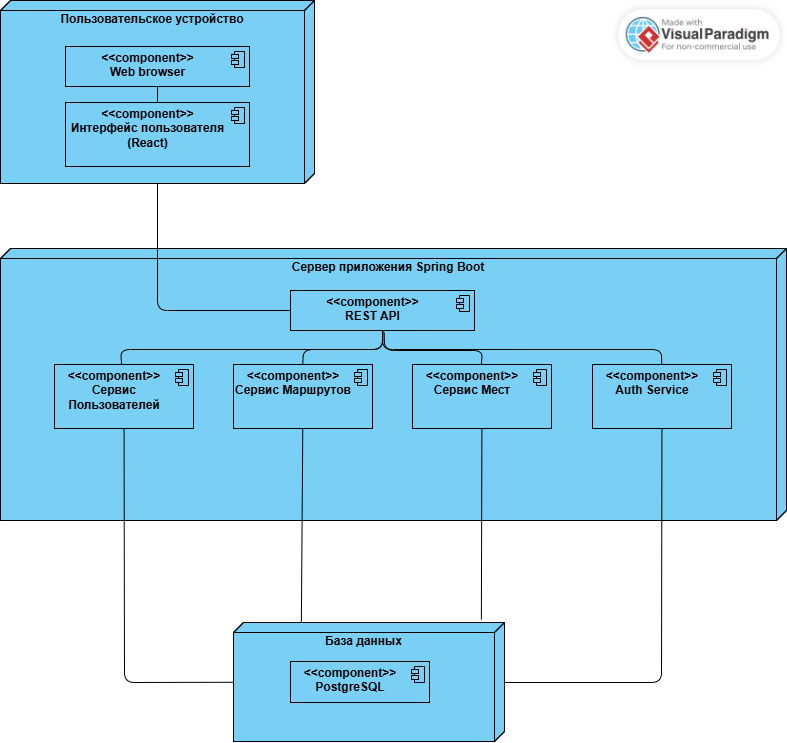 Пользовательское устройство
Made with
VisualParadigm
For non-commercial use
<<component>>
Web browser
<<component>>
Интерфейс пользователя
(React)
Сервер приложения Spring Boot
<<component>>
REST API
<<component>>
Сервис
Пользователей
<<component>>
Сервис Маршрутов
<<component>>
Сервис Мест
<<component>>
Auth Service
База данных
<<component>>
PostgreSQL